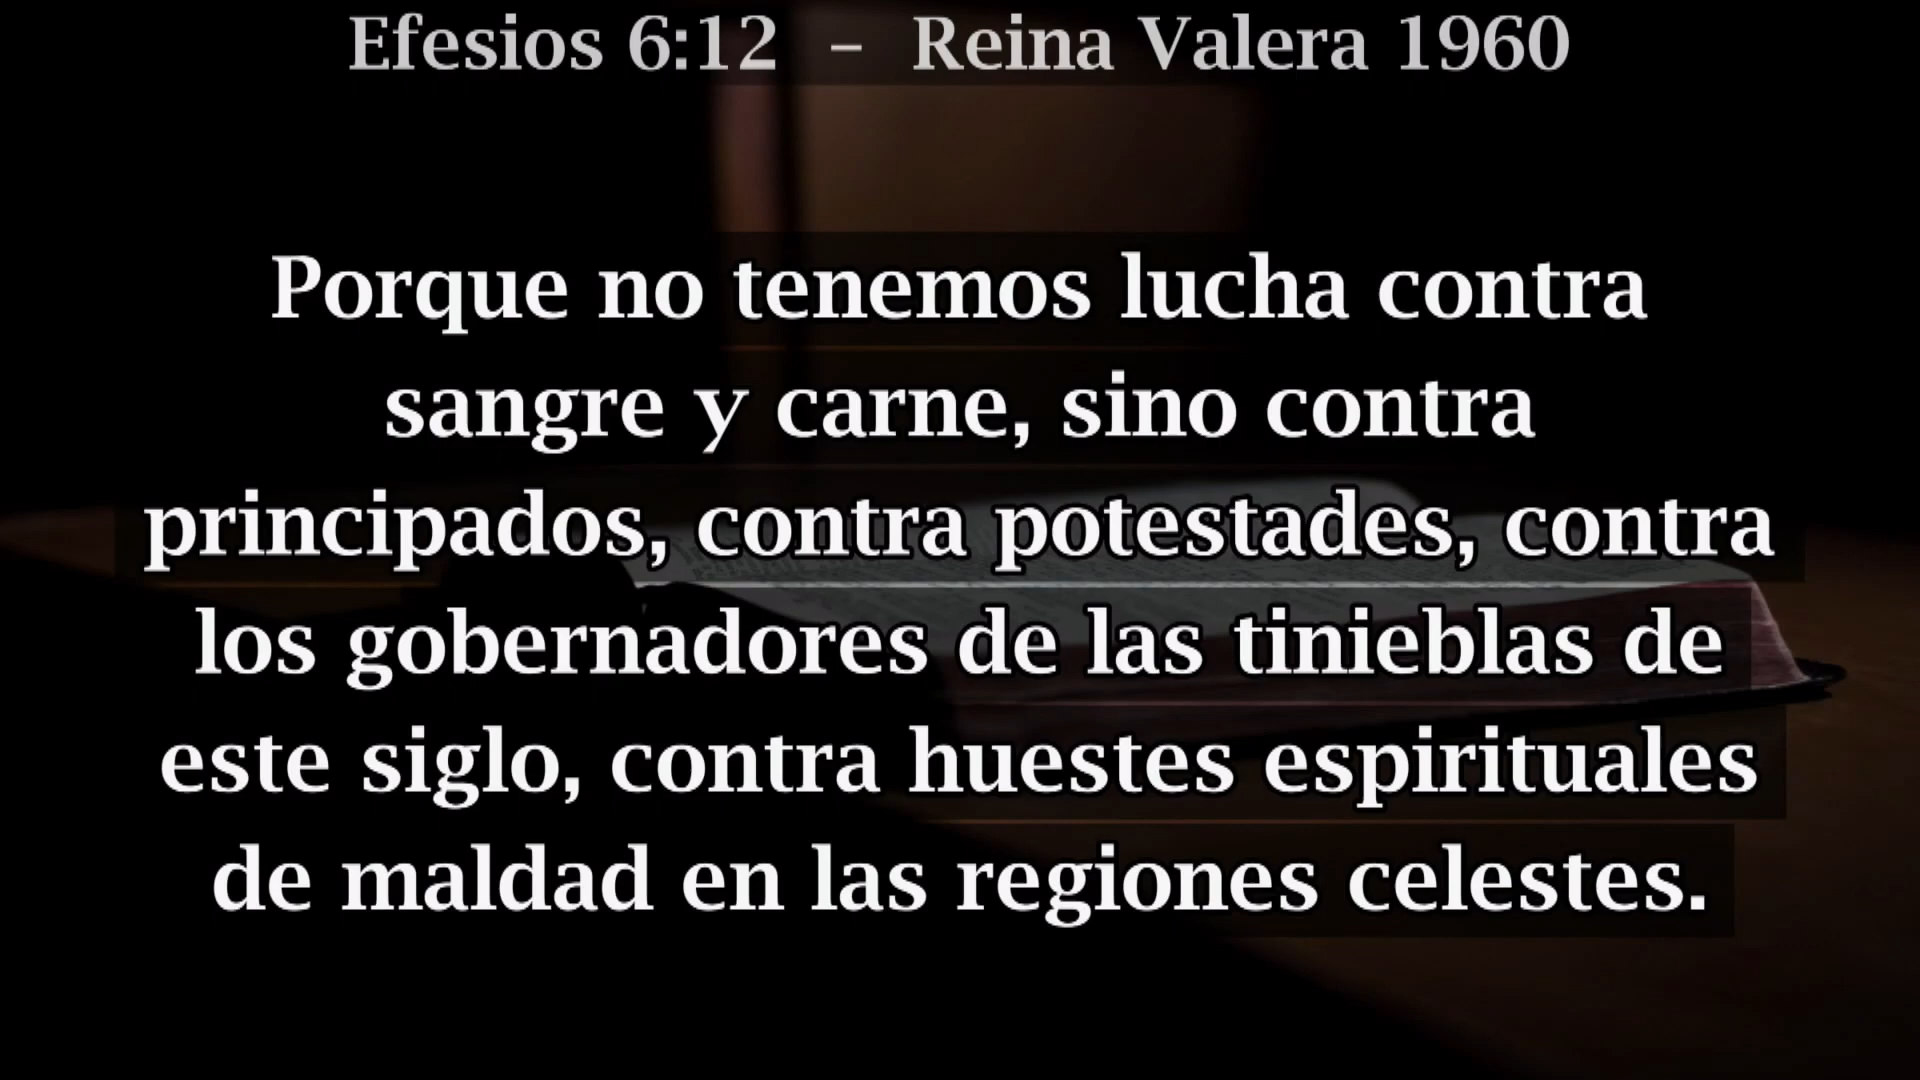 Efesios 6:12 – Reina Valera 1960
Porque no tenemos lucha contra
sangre y carne, sino contra
principados, contra potestades, contra
los gobernadores de las tinieblas de
este siglo, contra huestes espirituales
de maldad en las regiones celestes.